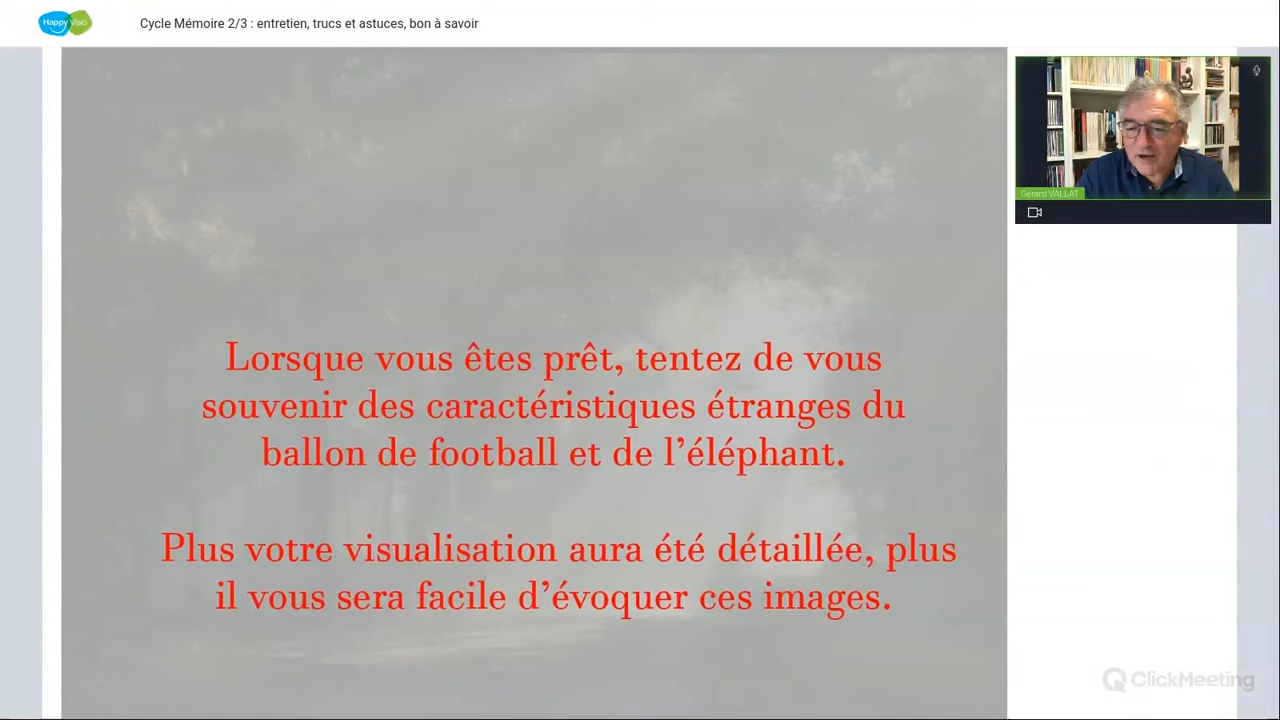 Happy Visio
Cycle Mémoire 2/3 : entretien, trucs et astuces, bon à savoir
Gerard VALLAT
Lorsque vous êtes prêt, tentez de vous
souvenir des caractéristiques étranges du
ballon de football et de l’éléphant.
Plus votre visualisation aura été détaillée, plus
il vous sera facile d’évoquer ces images.
ClickMeeting